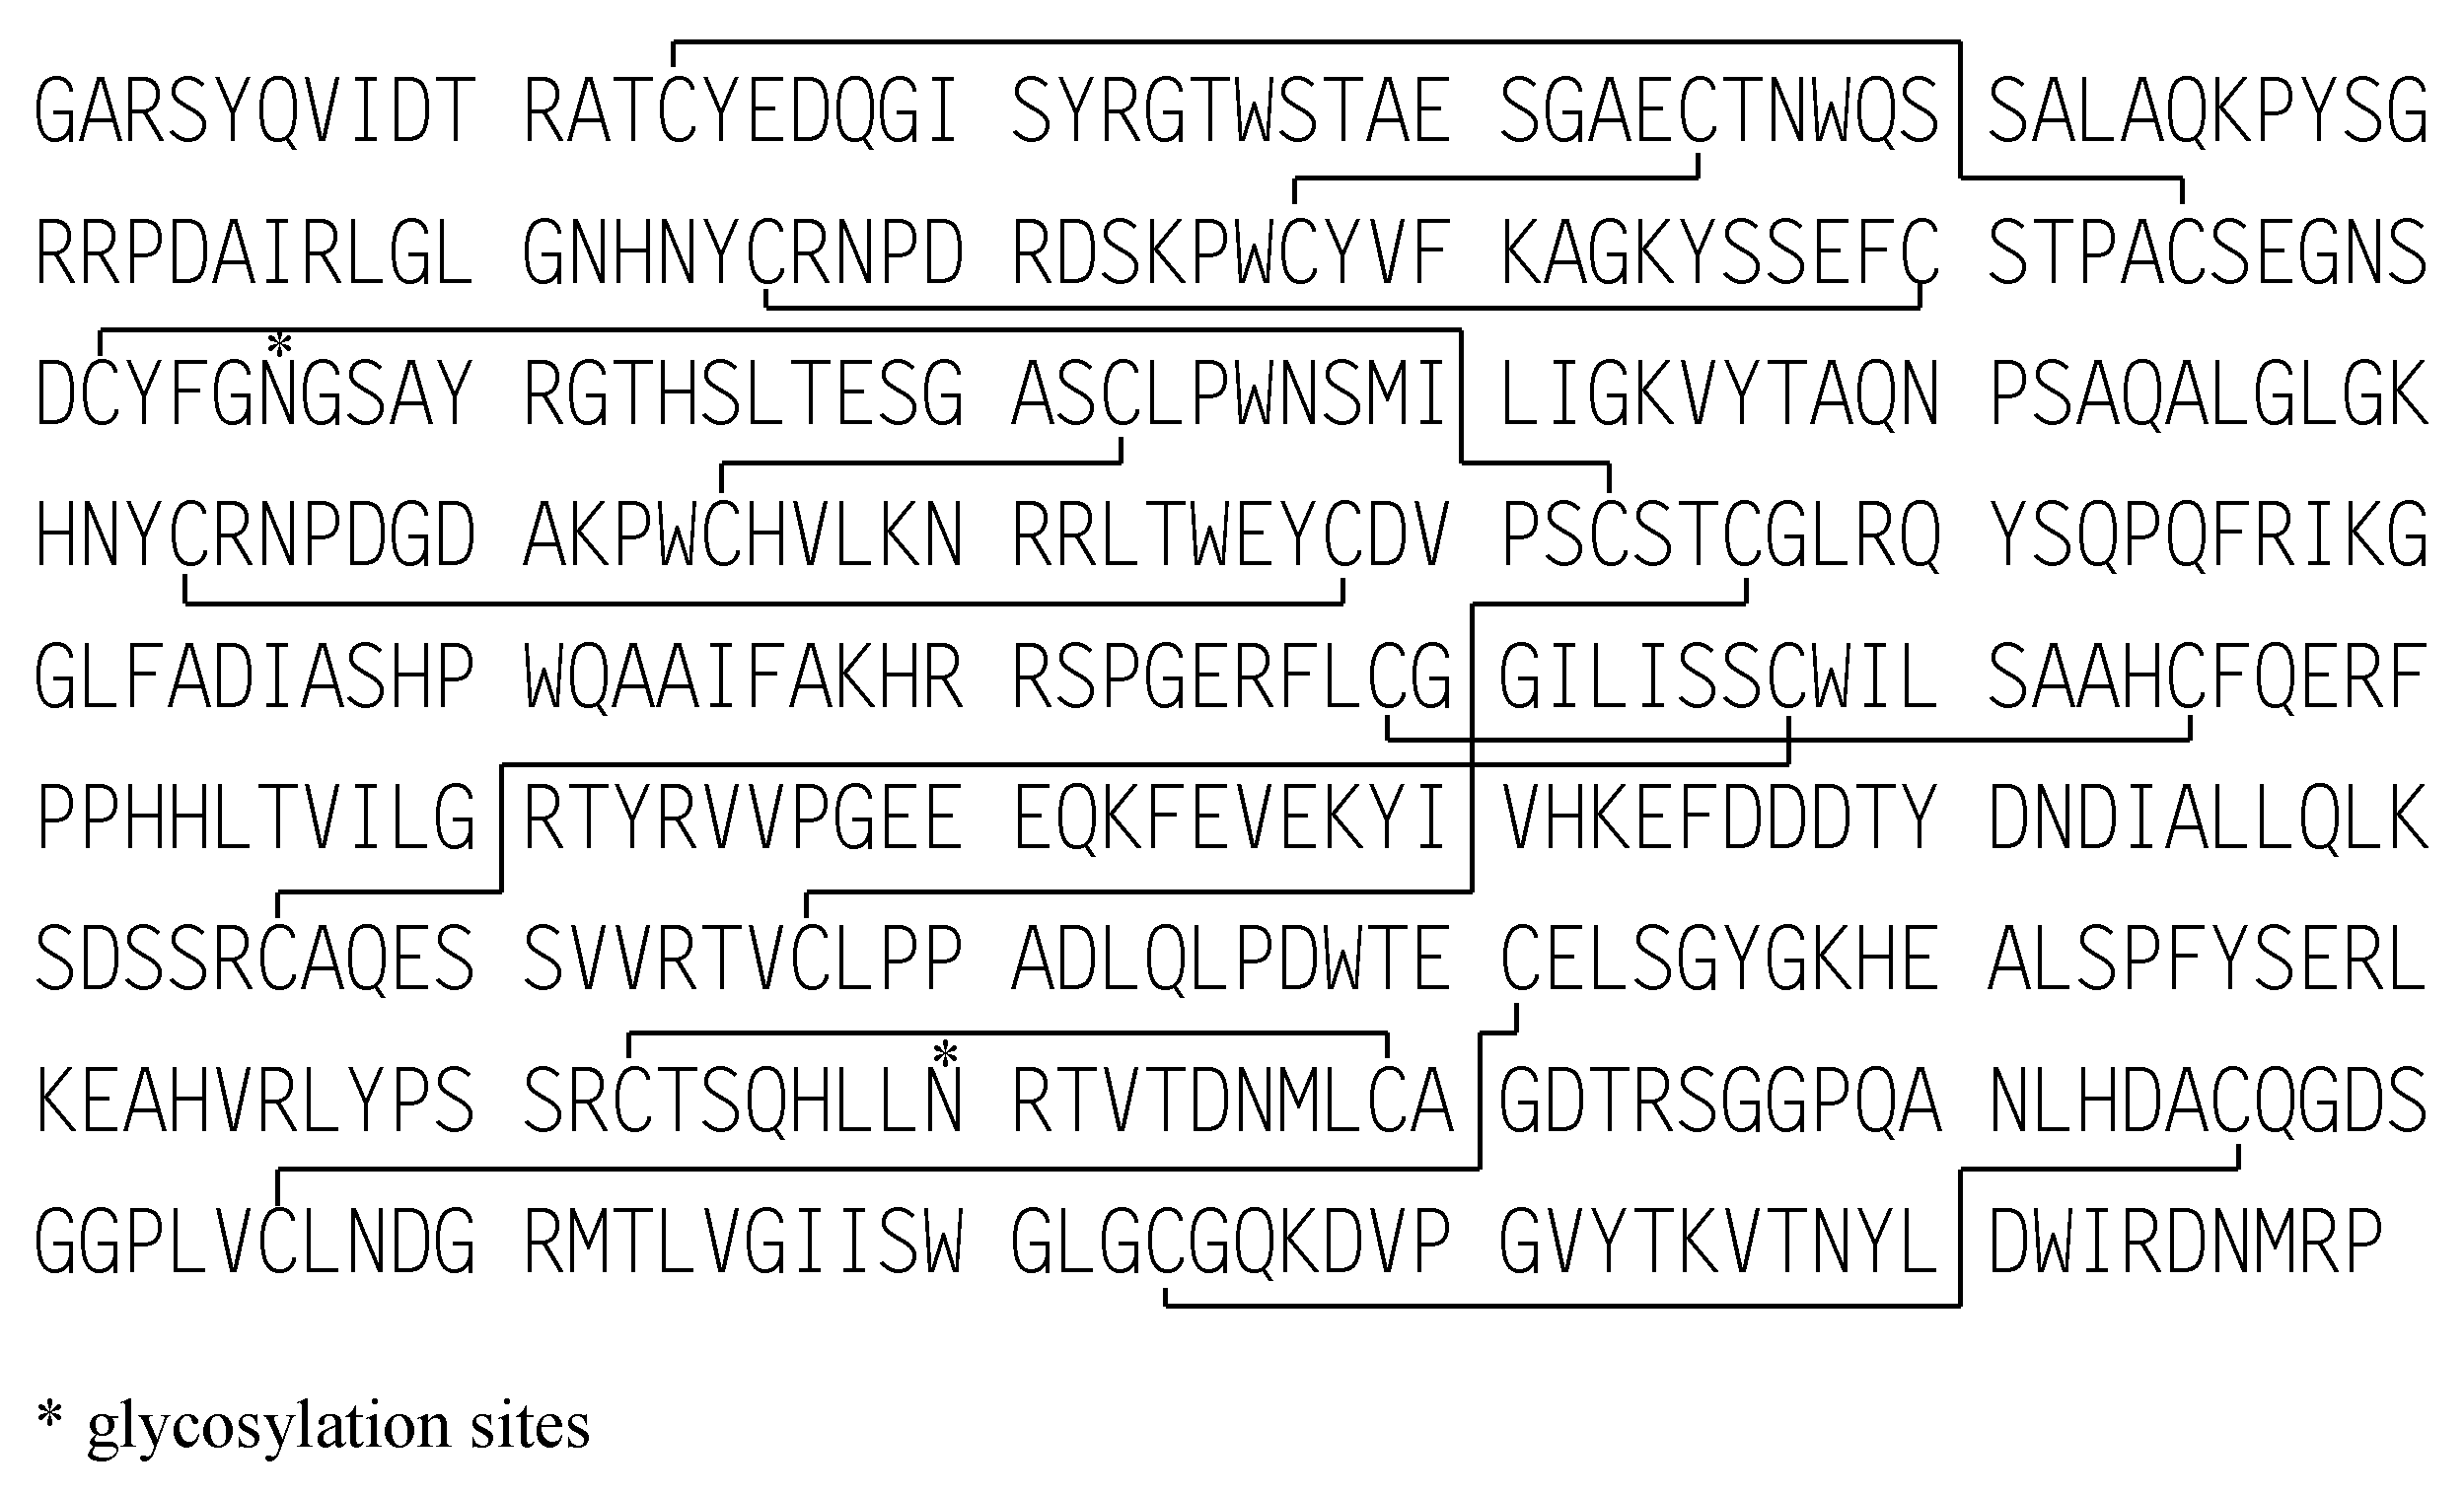 GARSYQVIDT RATCYEDQGI SYRGTWSTAE SGAECTNWQS SALAQKPYSG
RRPDAIRLGL GNHNYCRNPD RDSKPWCYVF KAGKYSSEFC STPACSEGNS
DCYFGNGSAY RGTHSLTESG ASCLPWNSMI LIGKVYTAQN PSAQALGLGK
HNYCRNPDGD AKPWCHVLKN RRLTWEYCDV PSCSTCGLRQ YSQPQFRIKG
GLFADIASHP WQAAIFAKHR RSPGERFLCG GILISSCWIL SAAHCFQERF
PPHHLTVILG RTYRVVPGEE EQKFEVEKYI VHKEFDDDTY DNDIALLQLK
SDSSRCAQES SVVRTVCLPP ADLQLPDWTE CELSGYGKHE ALSPFYSERL
KEAHVRLYPS SRCTSQHLLN RTVTDNMLCA GDTRSGGPQA NLHDACQGDS
GGPLVCLNDG RMTLVGIISW GLGCGQKDVP GVYTKVTNYL DWIRDNMRP
* glycosylation sites